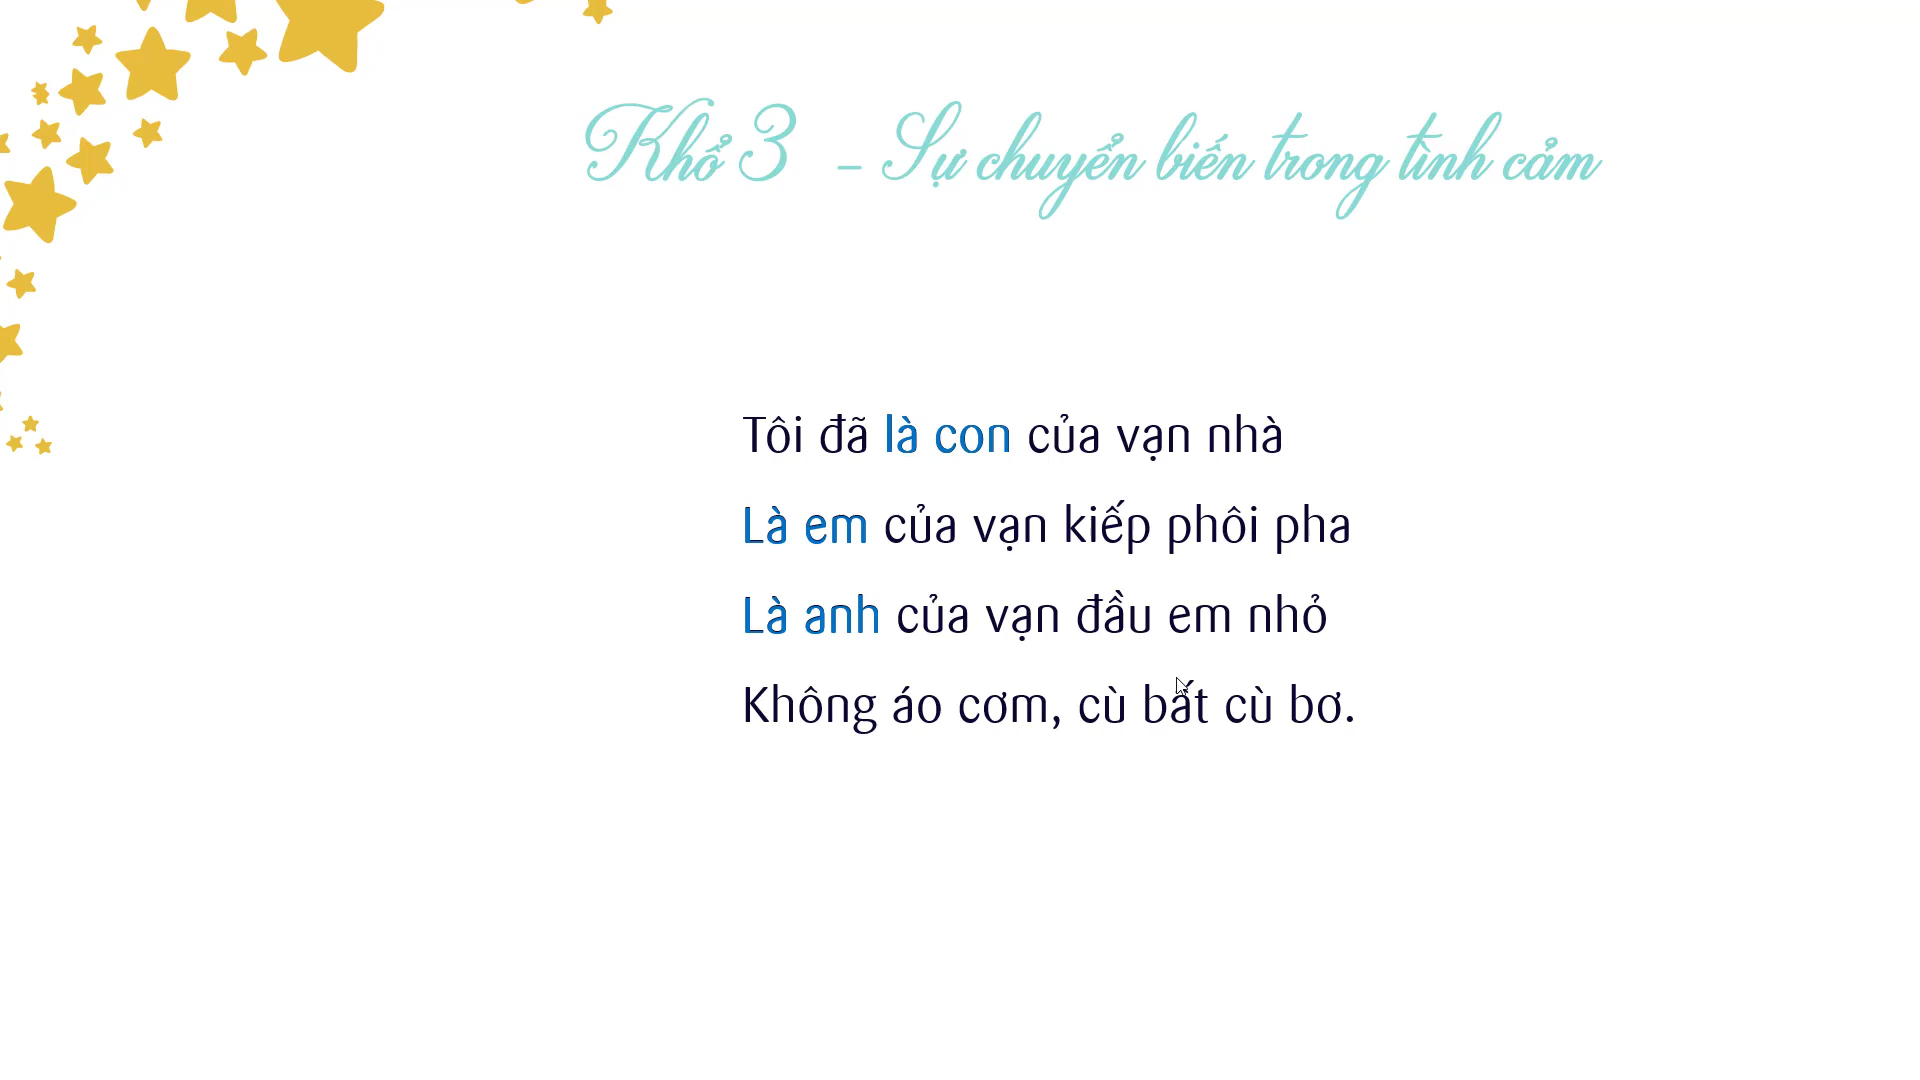 Khổ 3 – Sự chuyển biến trong tình cảm
Tôi đã là con của vạn nhà
Là em của vạn kiếp phôi pha
Là anh của vạn đầu em nhỏ
Không áo cơm, cù bất cù bơ.